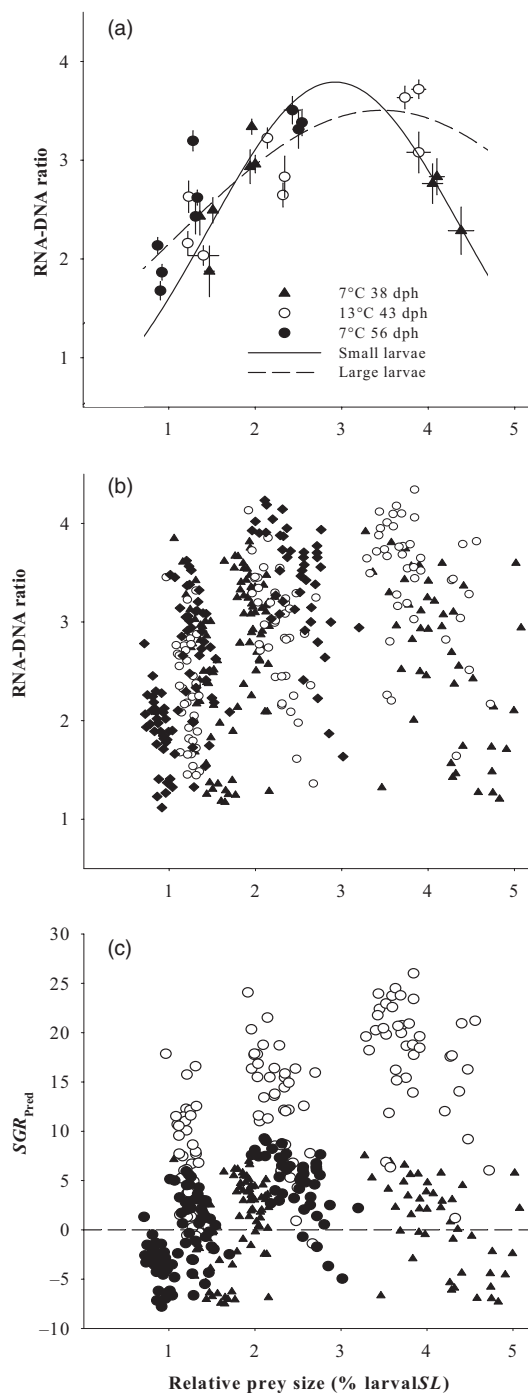 (a)
4
3
2
1
RNA-DNA ratio
7°C 38 dph
13°C 43 dph
7°C 56 dph
Small larvae
Large larvae
1 2 3 4 5
(b)
4
3
2
1
RNA-DNA ratio
1 2 3 4 5
(c)
30
25
20
15
10
5
0
−5
−10
SGRPred
1 2 3 4 5
Relative prey size (% larvalSL)